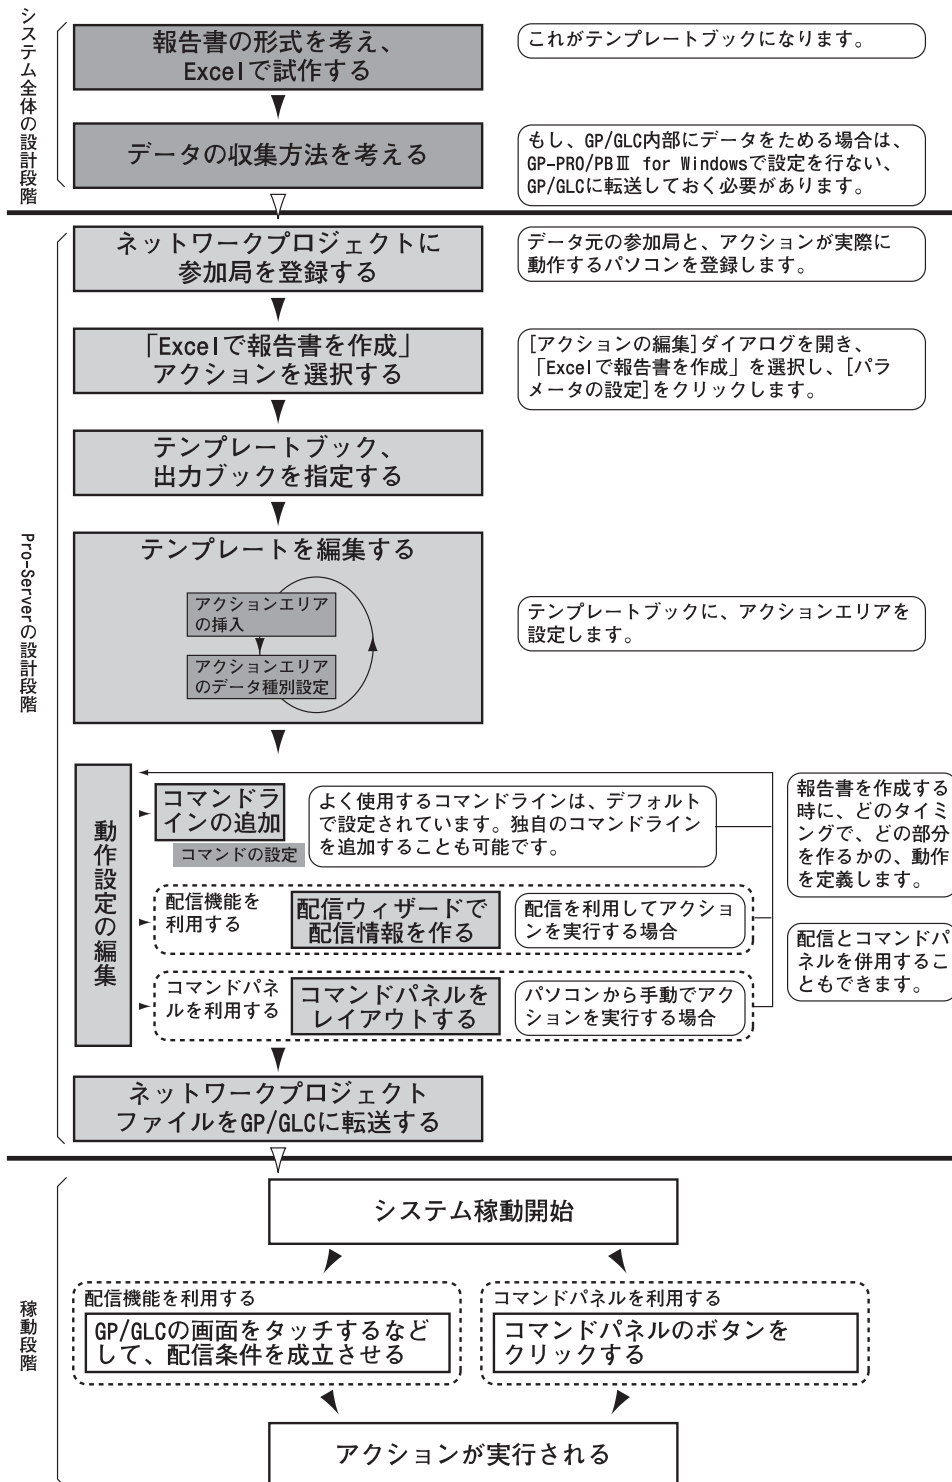 システム全体の設計段階
報告書の形式を考え、
Excelで試作する
これがテンプレートブックになります。
データの収集方法を考える
もし、GP/GLC内部にデータをためる場合は、
GP-PRO/PBⅢ for Windowsで設定を行ない、
GP/GLCに転送しておく必要があります。
Pro-Serverの設計段階
ネットワークプロジェクトに
参加局を登録する
データ元の参加局と、アクションが実際に
動作するパソコンを登録します。
「Excelで報告書を作成」
アクションを選択する
[アクションの編集]ダイアログを開き、
「Excelで報告書を作成」を選択し、[パラ
メータの設定]をクリックします。
テンプレートブック、
出力ブックを指定する
テンプレートを編集する
アクションエリア
の挿入
アクションエリア
のデータ種別設定
テンプレートブックに、アクションエリアを
設定します。
動作設定の編集
コマンドラ
インの追加
コマンドの設定
よく使用するコマンドラインは、デフォルト
で設定されています。独自のコマンドライン
を追加することも可能です。
報告書を作成する
時に、どのタイミ
ングで、どの部分
を作るかの、動作
を定義します。
配信機能を
利用する
配信ウィザードで
配信情報を作る
配信を利用してアクショ
ンを実行する場合
配信とコマンドパ
ネルを併用するこ
ともできます。
コマンドパネ
ルを利用する
コマンドパネルを
レイアウトする
パソコンから手動でアク
ションを実行する場合
ネットワークプロジェクト
ファイルをGP/GLCに転送する
稼動段階
システム稼動開始
配信機能を利用する
GP/GLCの画面をタッチするなど
して、配信条件を成立させる
コマンドパネルを利用する
コマンドパネルのボタンを
クリックする
アクションが実行される